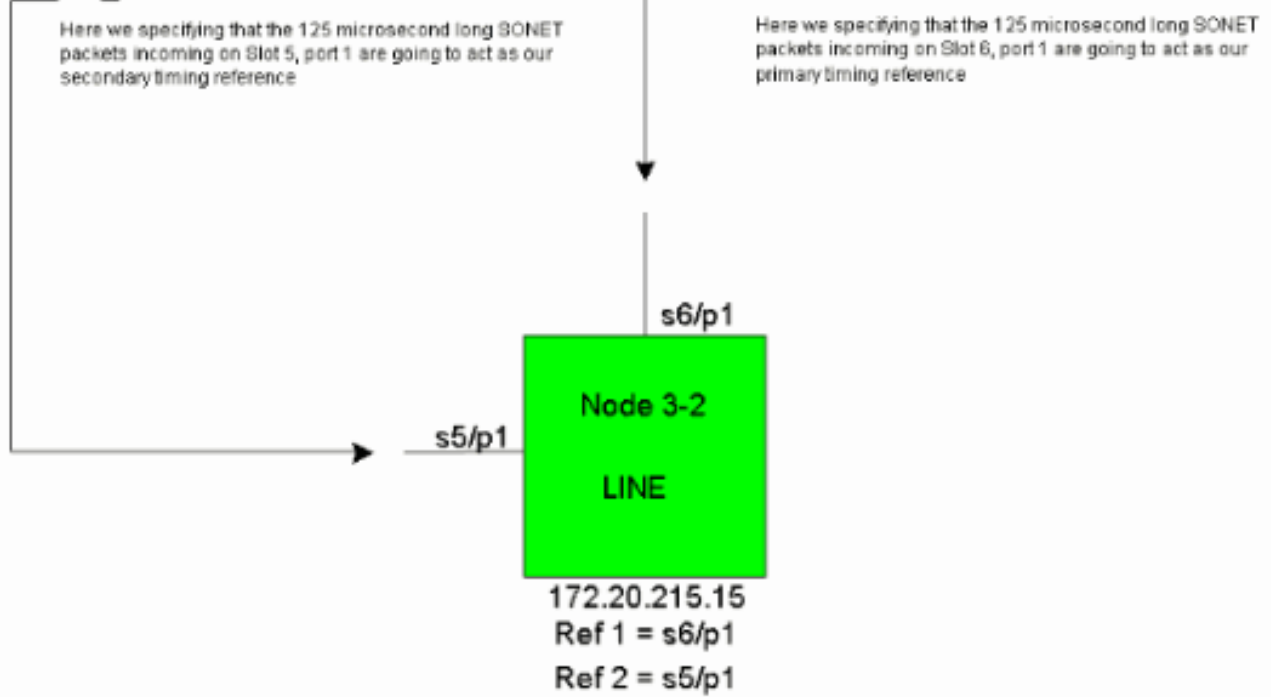 Here we specifying that the 125 microsecond long SONET
packets incoming on Slot 5, port 1 are going to act as our
secondary timing reference
Here we specifying that the 125 microsecond long SONET
packets incoming on Slot 6, port 1 are going to act as our
primary timing reference
s6/p1
Node 3-2
s5/p1
LINE
172.20.215.15
Ref 1 = s6/p1
Ref 2 = s5/p1